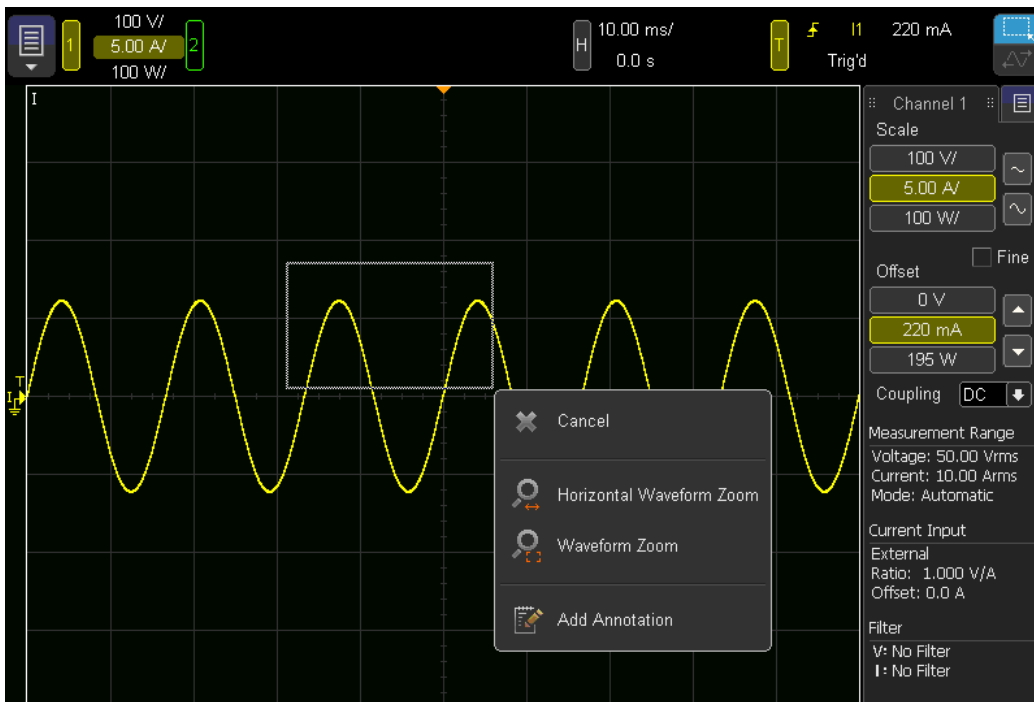 1
100 V/
5.00 A/
100 W/
2
H
10.00 ms/
0.0 s
T
I1
220 mA
Trig'd
I
T
I
Channel 1
Scale
100 V/
5.00 A/
100 W/
Fine
Offset
0 V
220 mA
195 W
Coupling DC
Measurement Range
Voltage: 50.00 Vrms
Current: 10.00 Arms
Mode: Automatic
Current Input
External
Ratio: 1.000 V/A
Offset: 0.0 A
Filter
V: No Filter
I: No Filter
Cancel
Horizontal Waveform Zoom
Waveform Zoom
Add Annotation